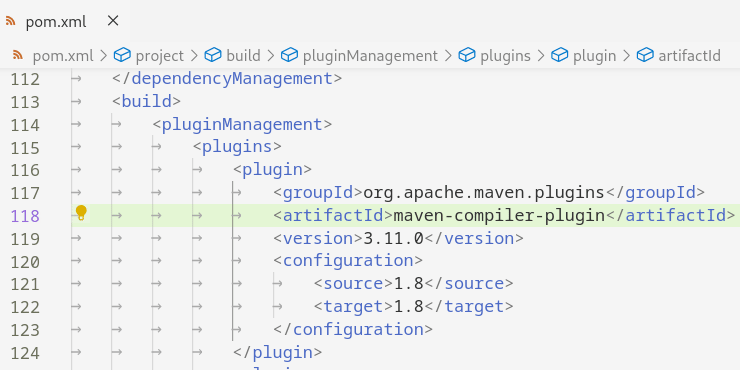 pom.xml
pom.xml > project > build > pluginManagement > plugins > plugin > artifactId
112 </dependencyManagement>
113 <build>
114 <pluginManagement>
115 <plugins>
116 <plugin>
117 <groupId>org.apache.maven.plugins</groupId>
118 <artifactId>maven-compiler-plugin</artifactId>
119 <version>3.11.0</version>
120 <configuration>
121 <source>1.8</source>
122 <target>1.8</target>
123 </configuration>
124 </plugin>